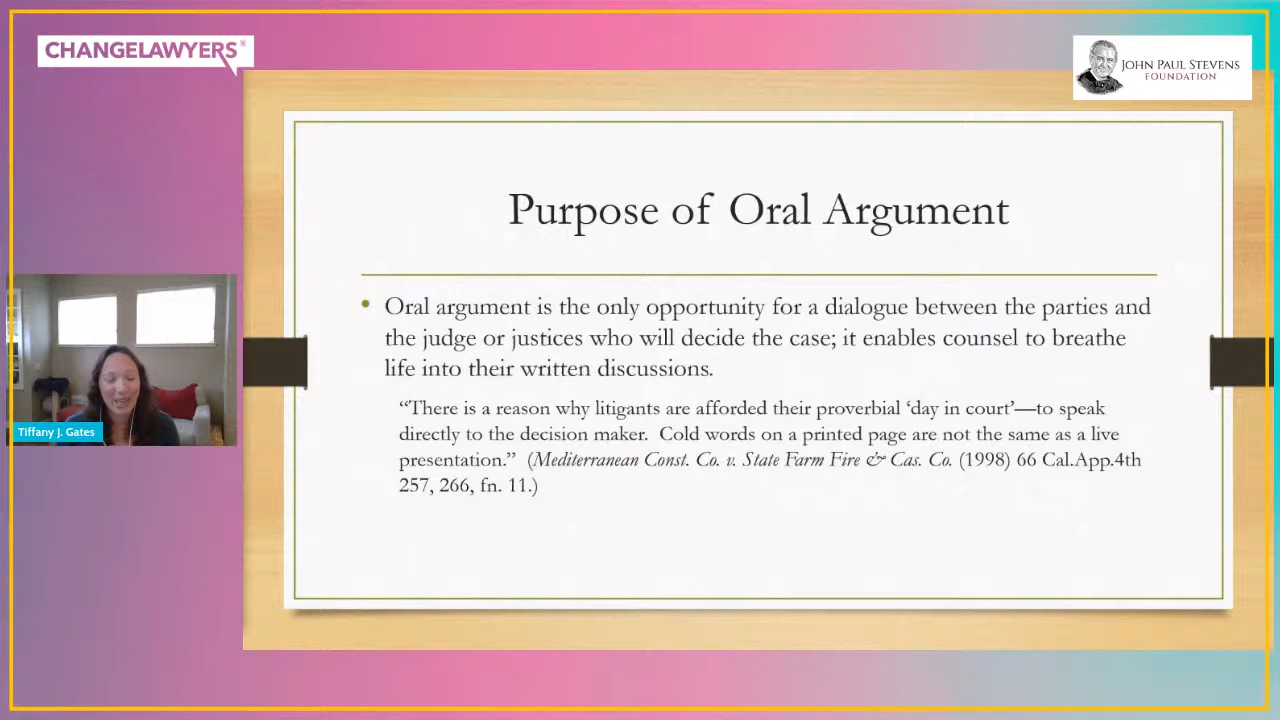 CHANGELAWYERS®
JOHN PAUL STEVENS
FOUNDATION
Purpose of Oral Argument
• Oral argument is the only opportunity for a dialogue between the parties and
the judge or justices who will decide the case; it enables counsel to breathe
life into their written discussions.
“There is a reason why litigants are afforded their proverbial ‘day in court’—to speak
directly to the decision maker.  Cold words on a printed page are not the same as a live
presentation.”  (Mediterranean Const. Co. v. State Farm Fire & Cas. Co. (1998) 66 Cal.App.4th
257, 266, fn. 11.)
Tiffany J. Gates